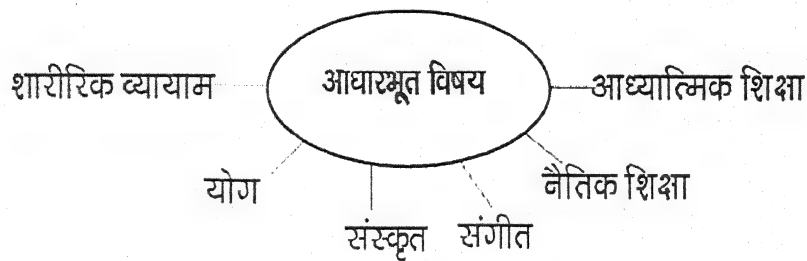 आधारभूत विषय
शारीरिक व्यायाम
आध्यात्मिक शिक्षा
योग
नैतिक शिक्षा
संस्कृत
संगीत